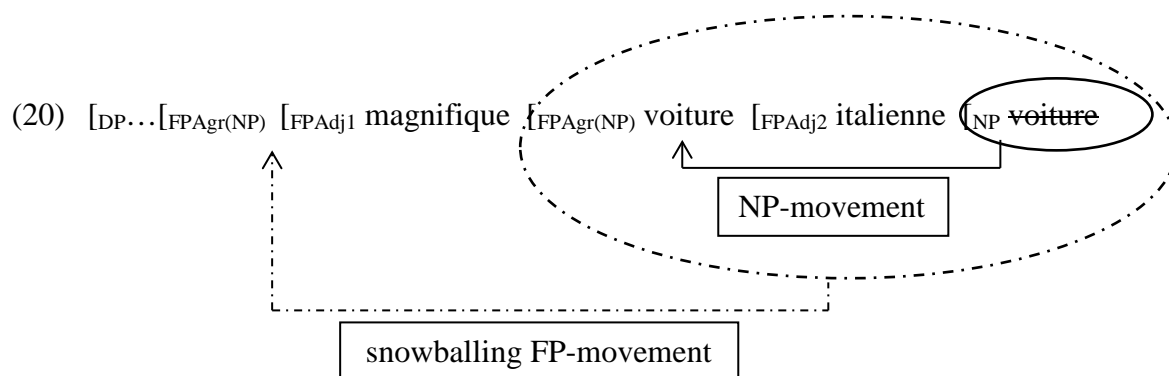 (20) [DP…[FPAgr(NP) [FPAdj1 magnifique [FPAgr(NP) voiture [FPAdj2 italienne [NP voiture
NP-movement
snowballing FP-movement